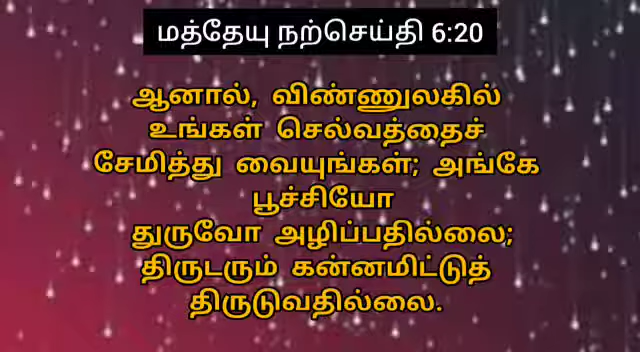 மத்தேயு நற்செய்தி 6:20
ஆனால், விண்ணுலகில்
உங்கள் செல்வத்தைச்
சேமித்து வையுங்கள்; அங்கே
பூச்சியோ
துருவோ அழிப்பதில்லை;
திருடரும் கன்னமிட்டுத்
திருடுவதில்லை.